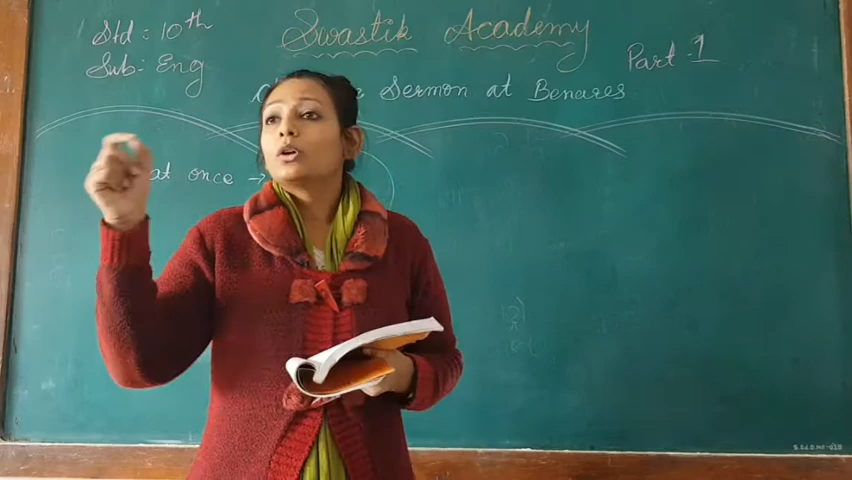 Std : 10th
Swastik Academy
Sub: Eng
Part - 1
Sermon at Benares
at once →